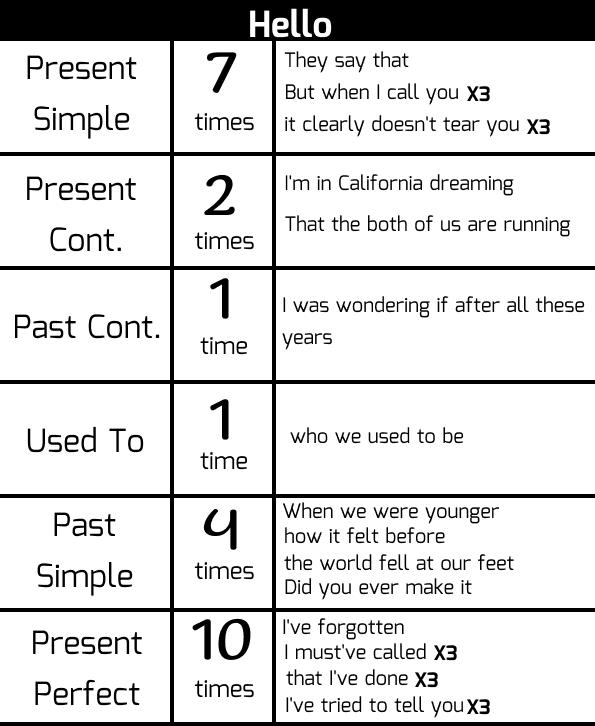 Hello
Present
Simple
7
times
They say that
But when I call you X3
it clearly doesn't tear you X3
Present
Cont.
2
times
I'm in California dreaming
That the both of us are running
Past Cont.
1
time
I was wondering if after all these
years
Used To
1
time
who we used to be
Past
Simple
4
times
When we were younger
how it felt before
the world fell at our feet
Did you ever make it
Present
Perfect
10
times
I've forgotten
I must've called X3
that I've done X3
I've tried to tell you X3